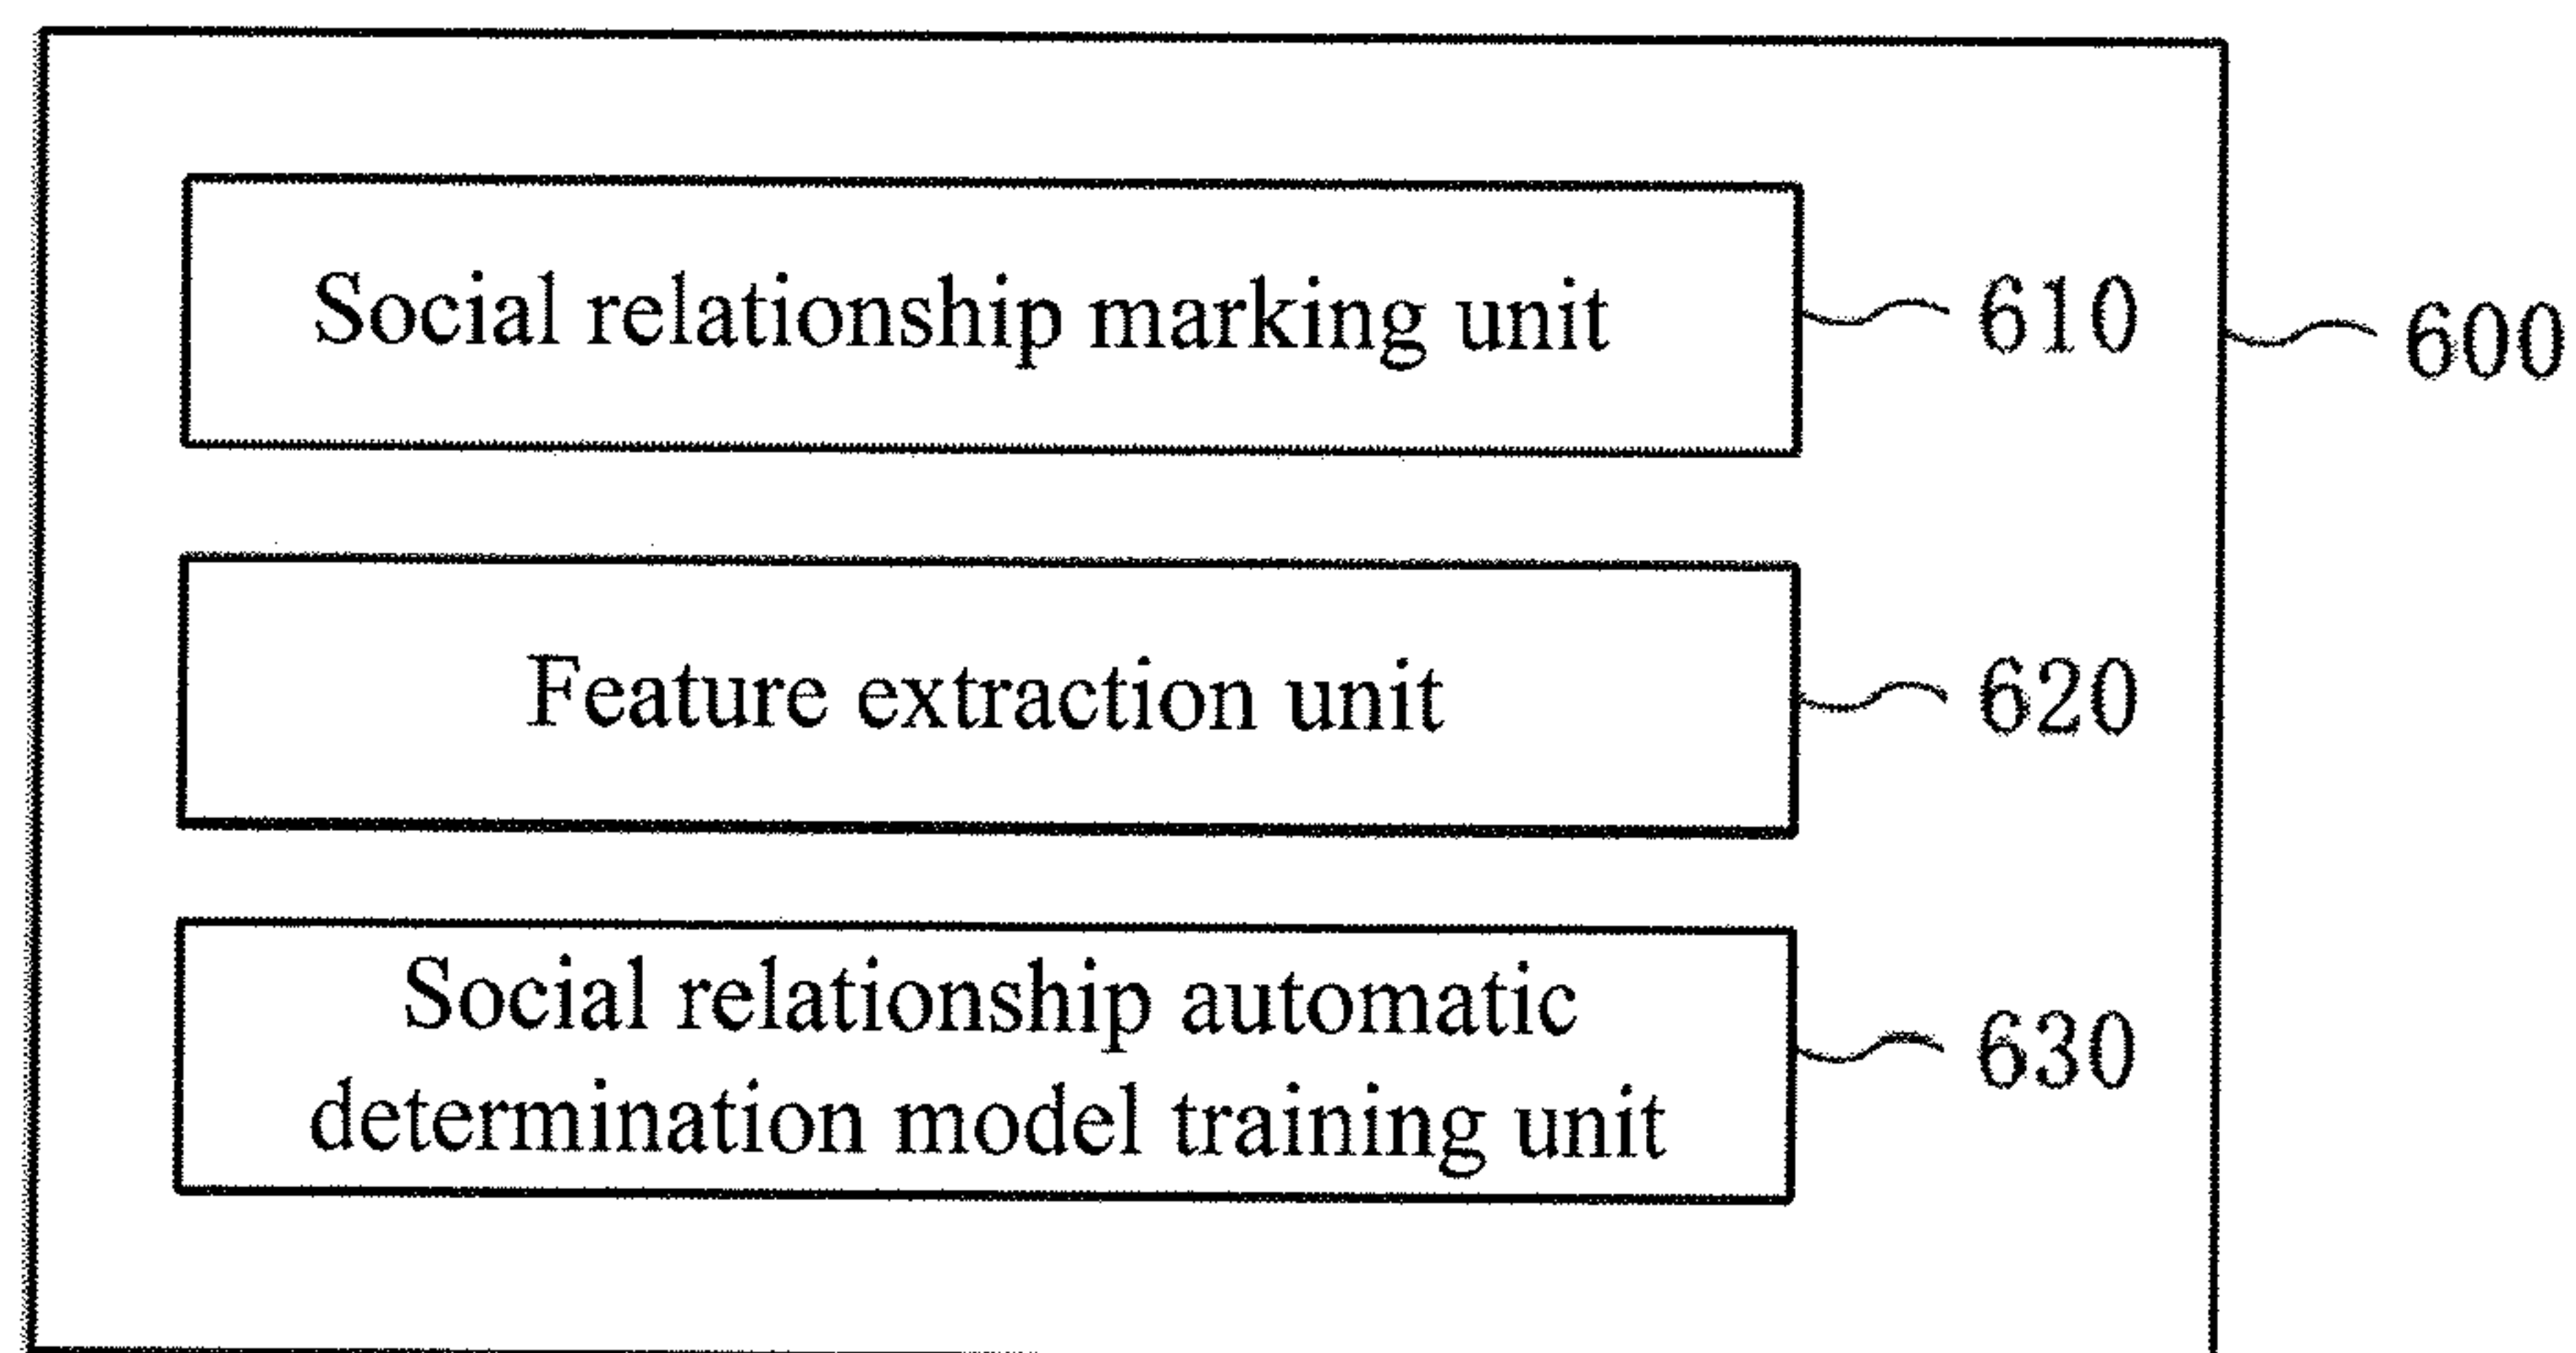 Social relationship marking unit
610
600
Feature extraction unit
620
Social relationship automatic
determination model training unit
630